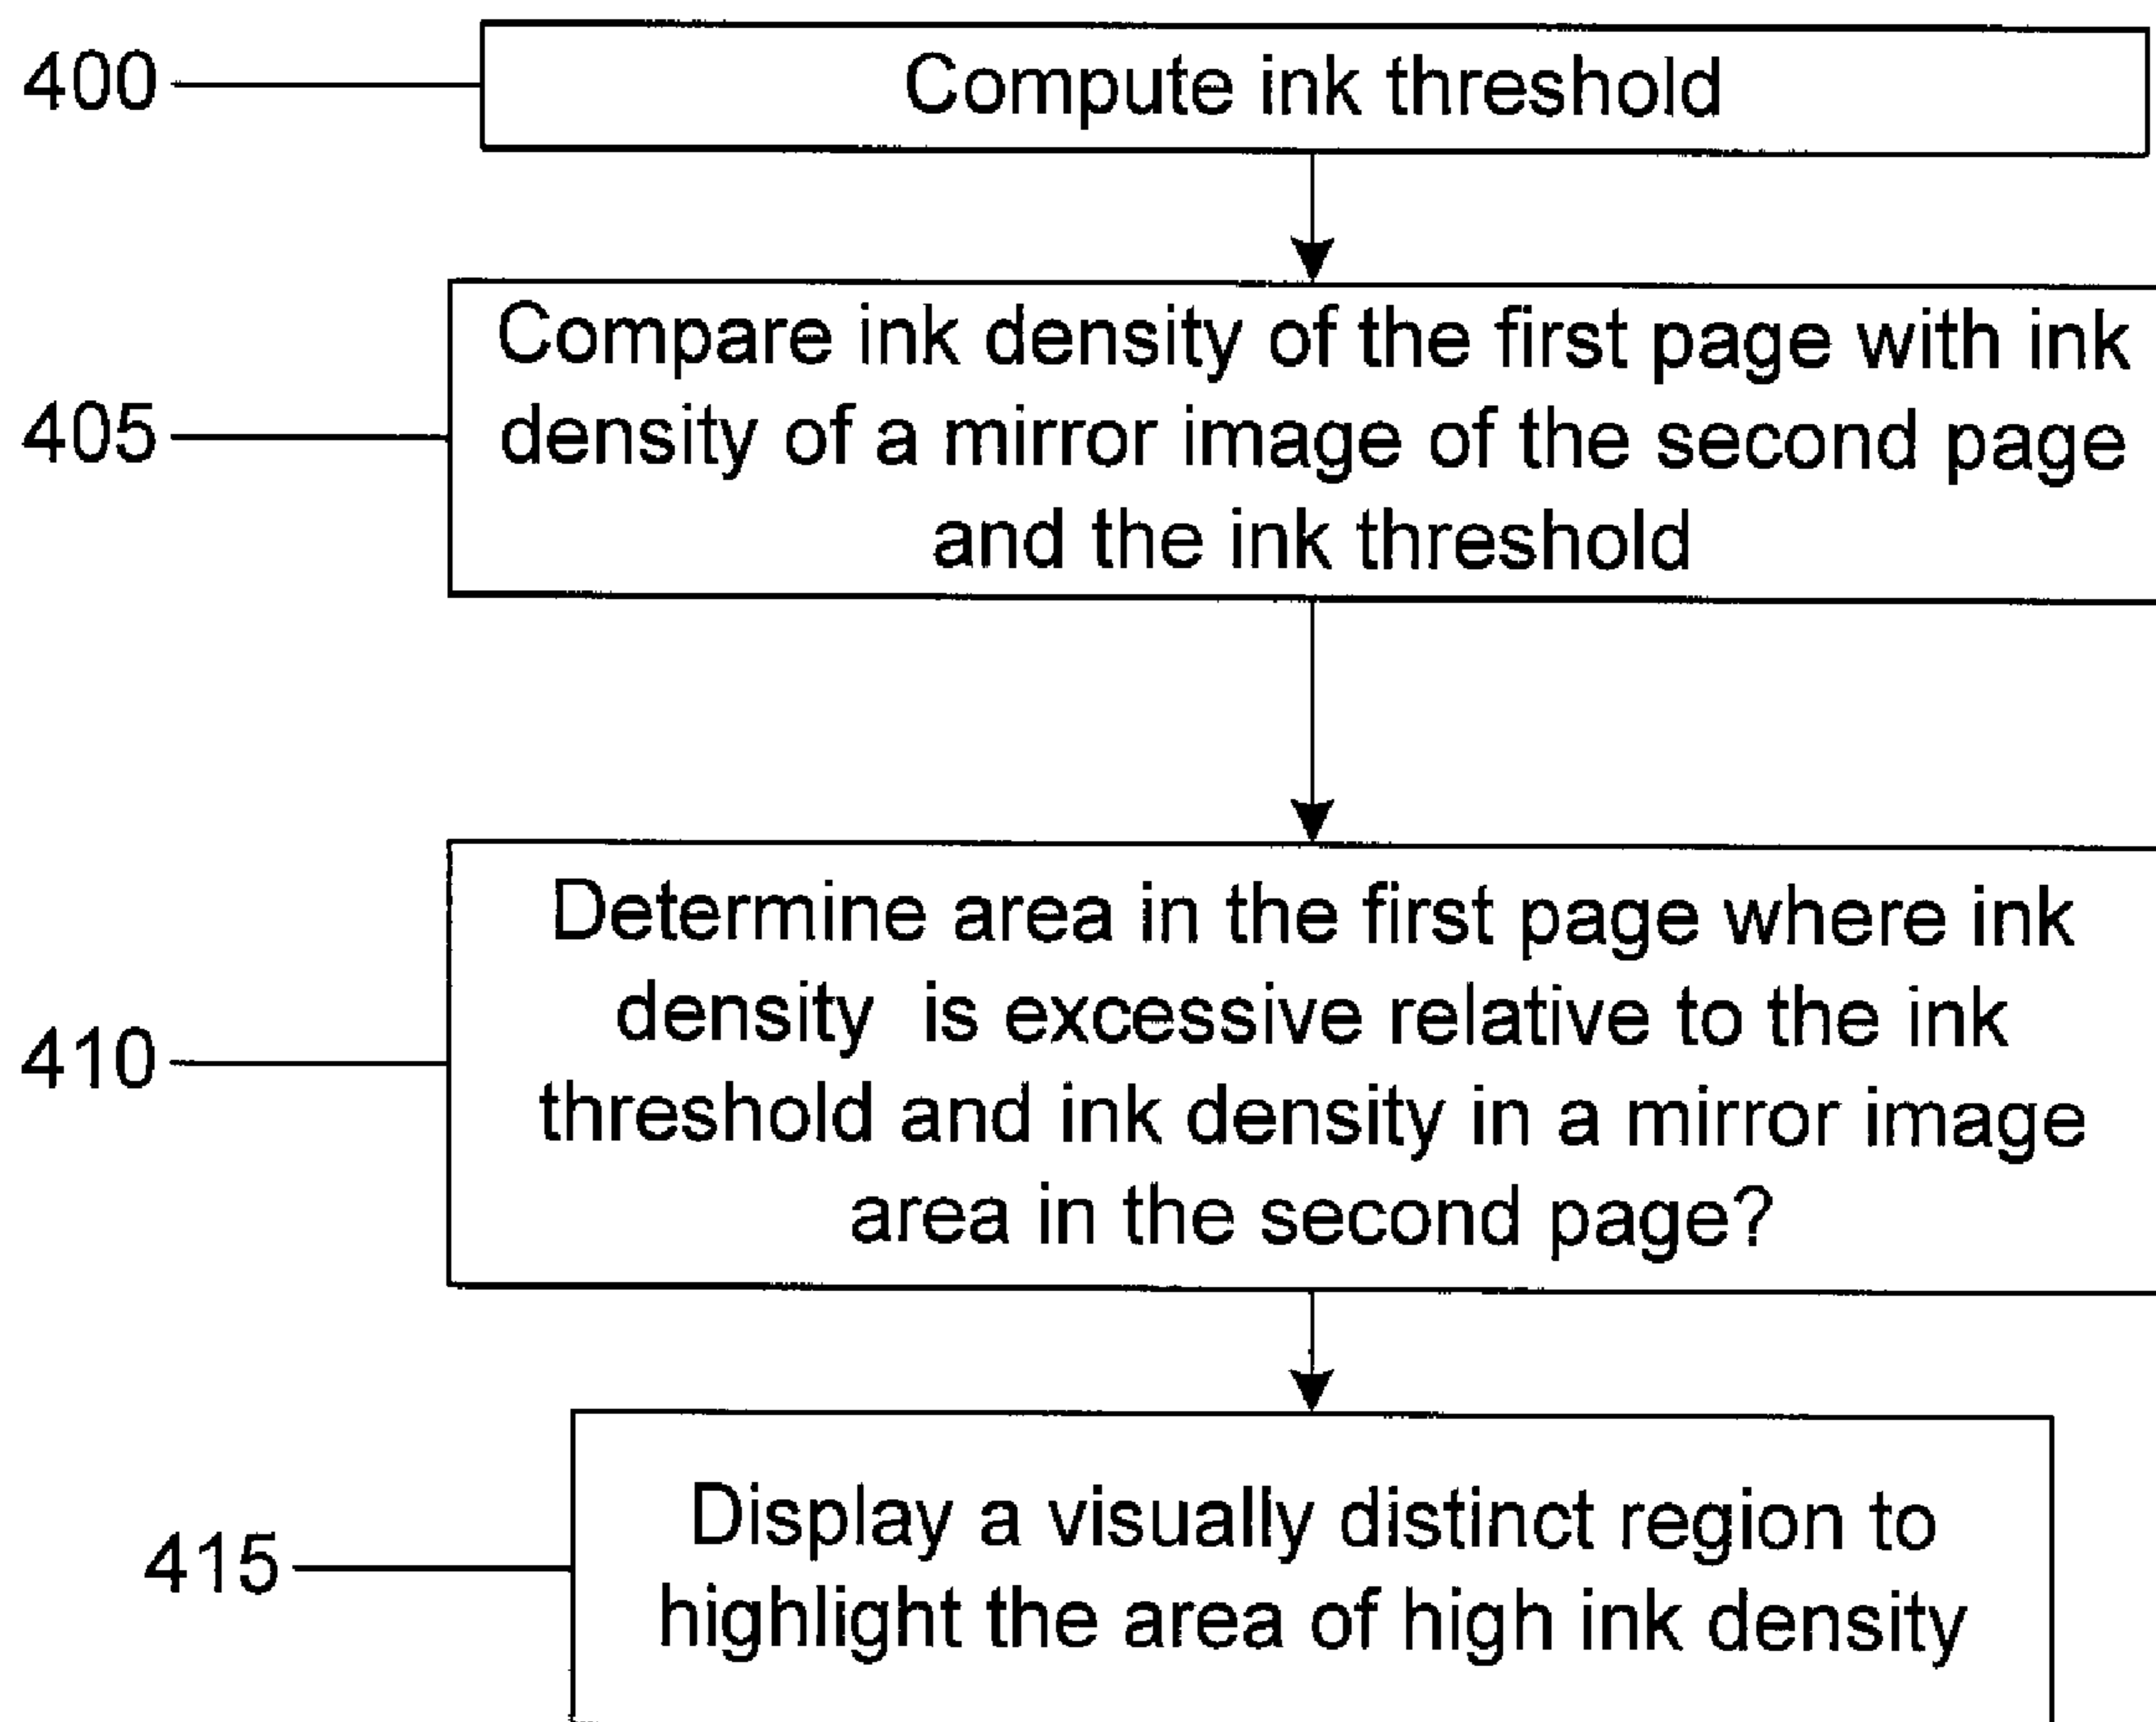 400
Compute ink threshold
405
Compare ink density of the first page with ink
density of a mirror image of the second page
and the ink threshold
410
Determine area in the first page where ink
density is excessive relative to the ink
threshold and ink density in a mirror image
area in the second page?
415
Display a visually distinct region to
highlight the area of high ink density